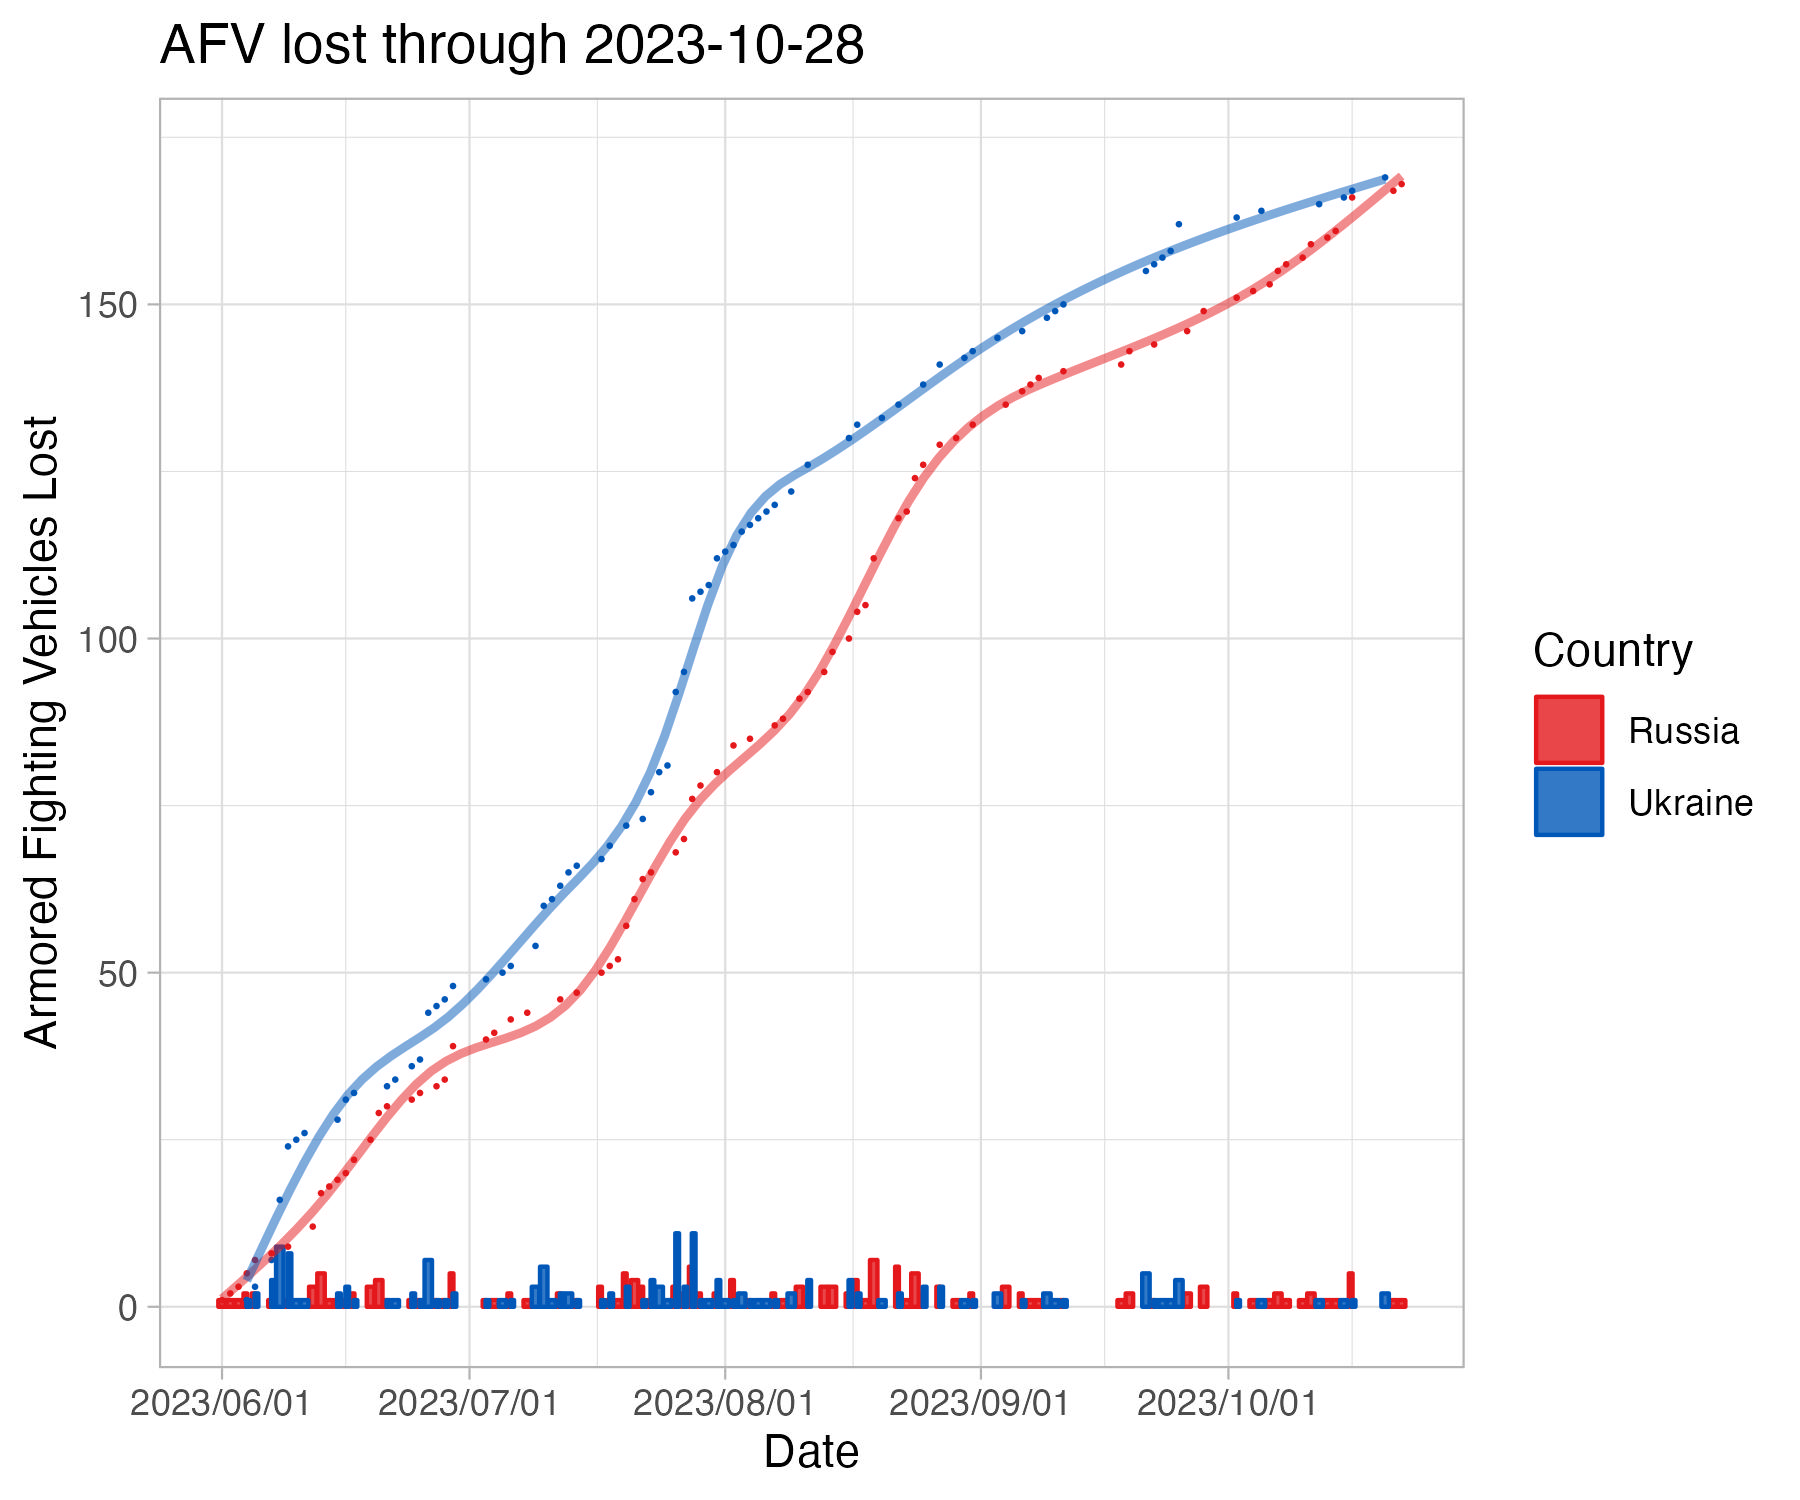 AFV lost through 2023-10-28
Armored Fighting Vehicles Lost
150
100
50
0
2023/06/01
2023/07/01
2023/08/01
2023/09/01
2023/10/01
Date
Country
Russia
Ukraine